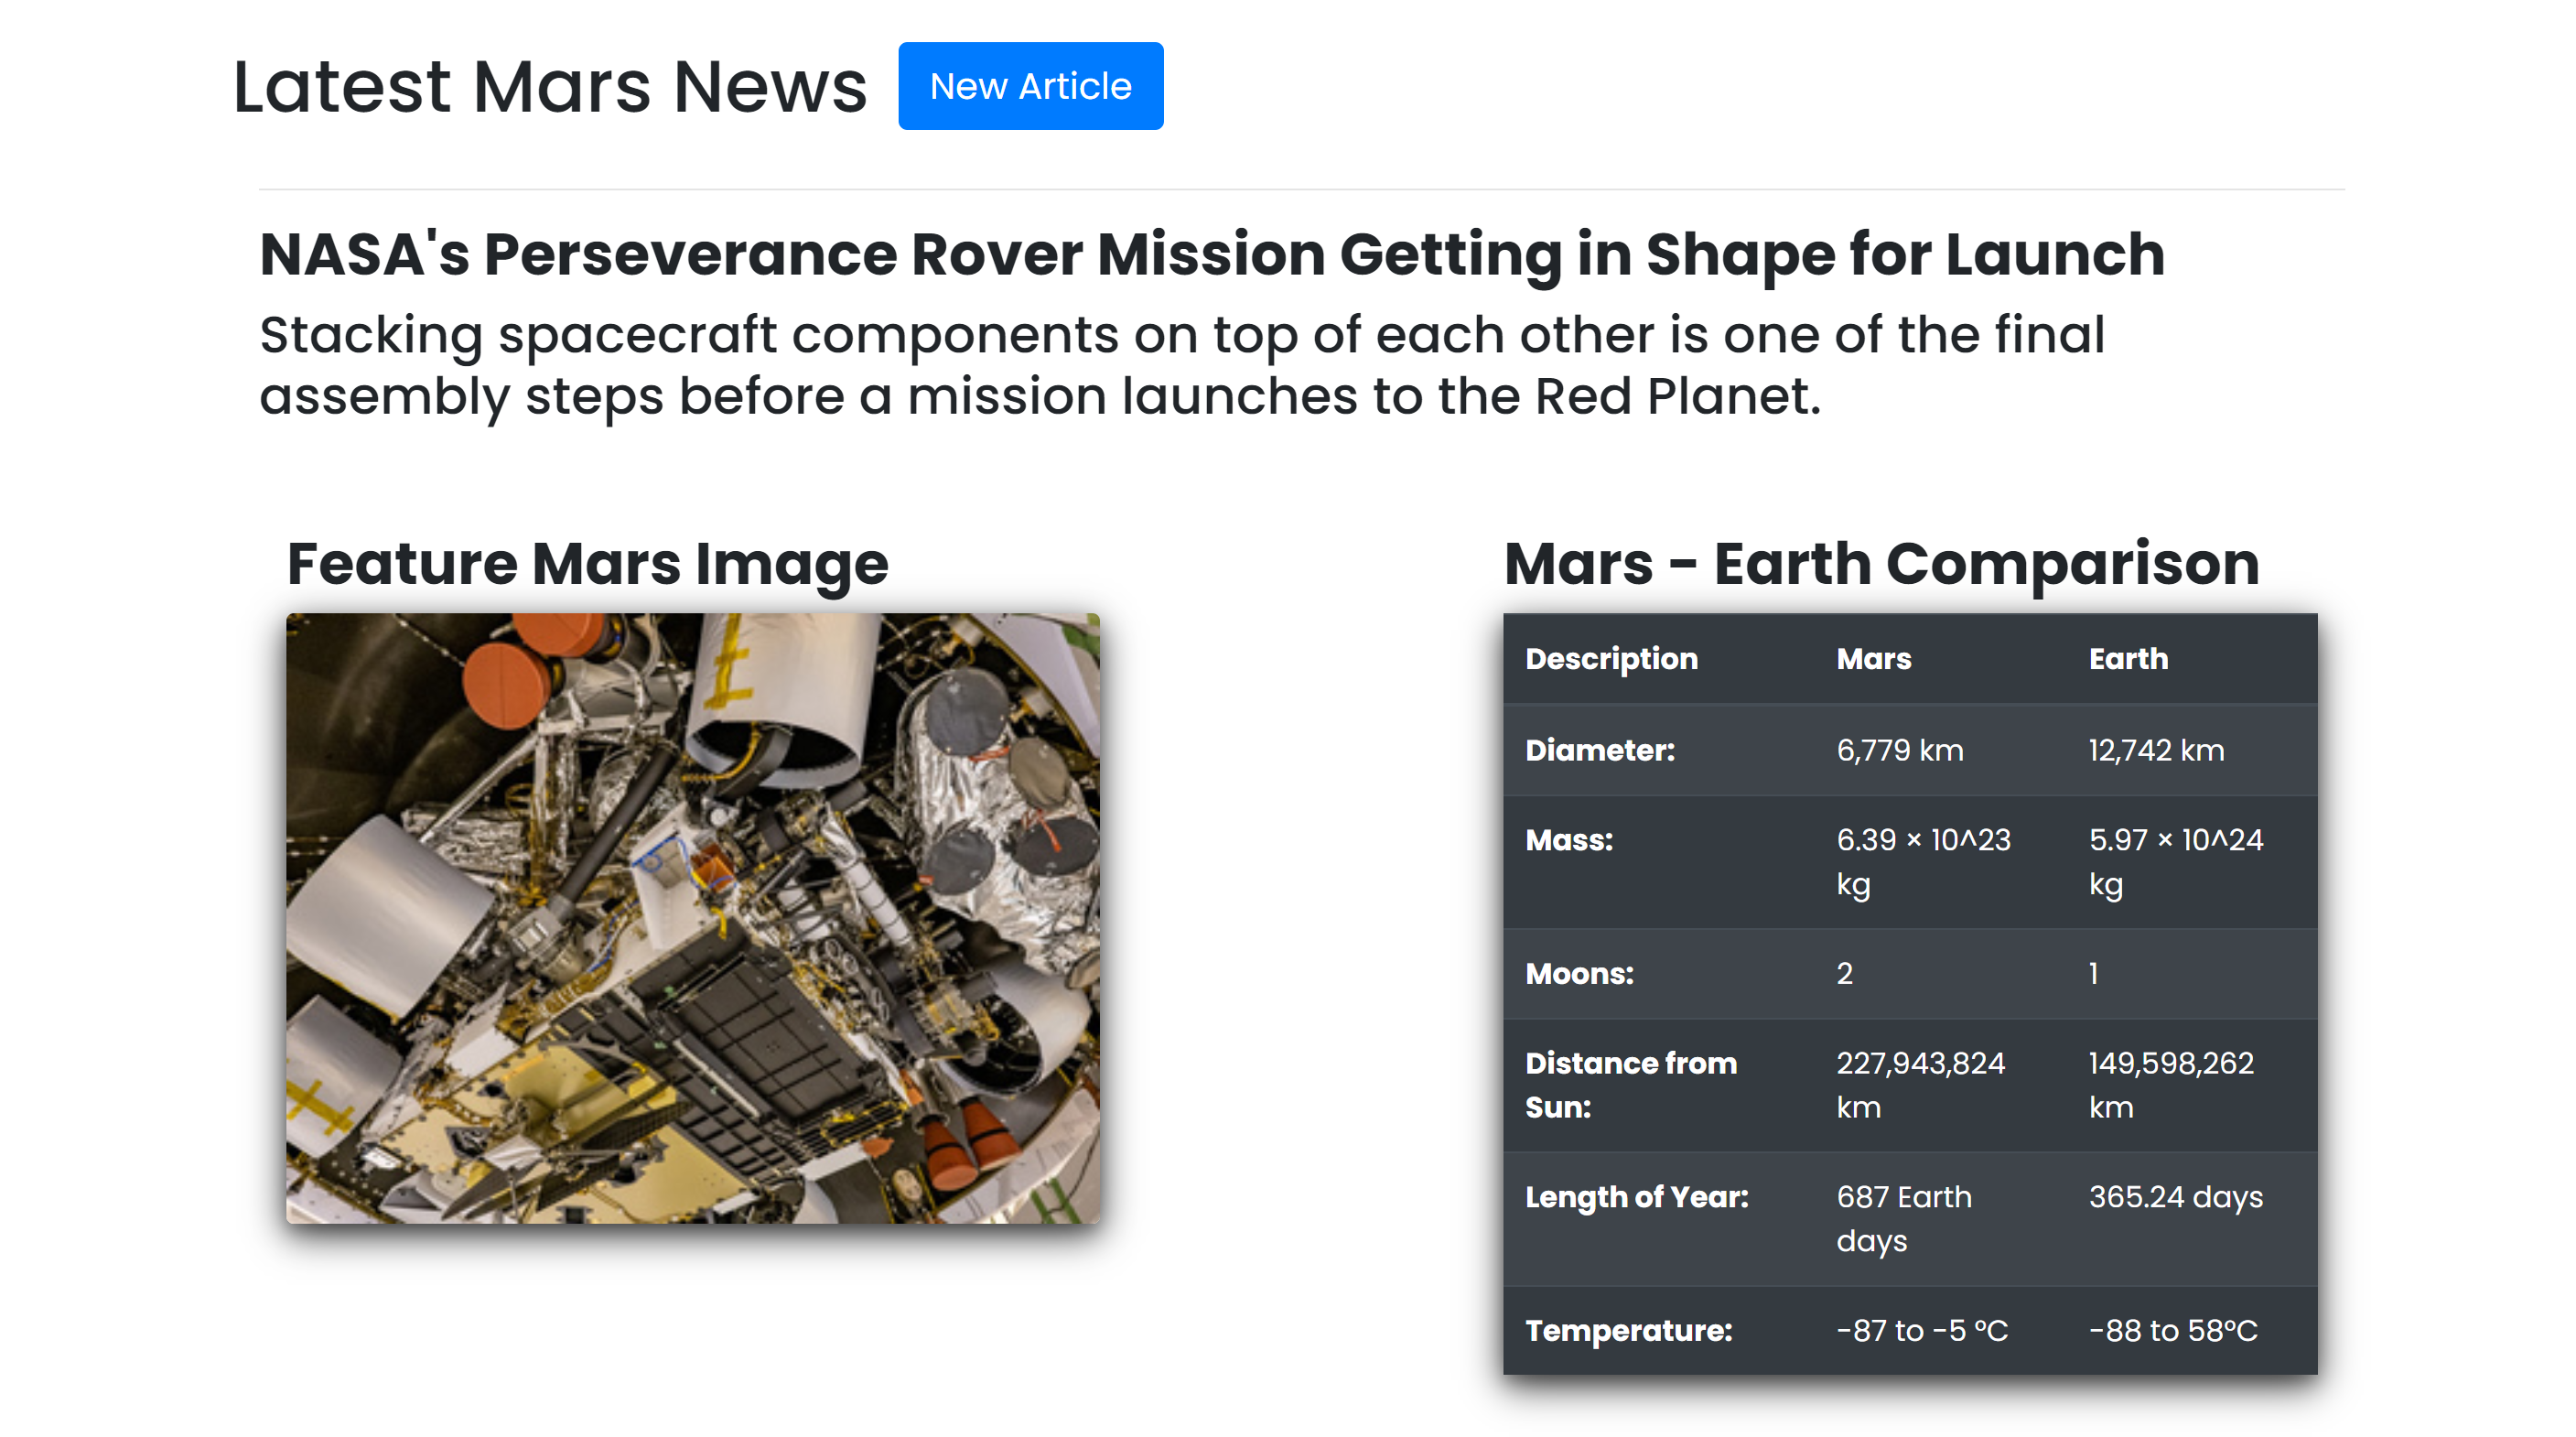 Latest Mars News
New Article
NASA's Perseverance Rover Mission Getting in Shape for Launch
Stacking spacecraft components on top of each other is one of the final
assembly steps before a mission launches to the Red Planet.
Feature Mars Image
Mars - Earth Comparison
Description Mars Earth
Diameter: 6,779 km 12,742 km
Mass: 6.39 × 10^23 5.97 × 10^24
kg kg
Moons: 2 1
Distance from 227,943,824 149,598,262
Sun: km km
Length of Year: 687 Earth 365.24 days
days
Temperature: -87 to -5 °C -88 to 58°C